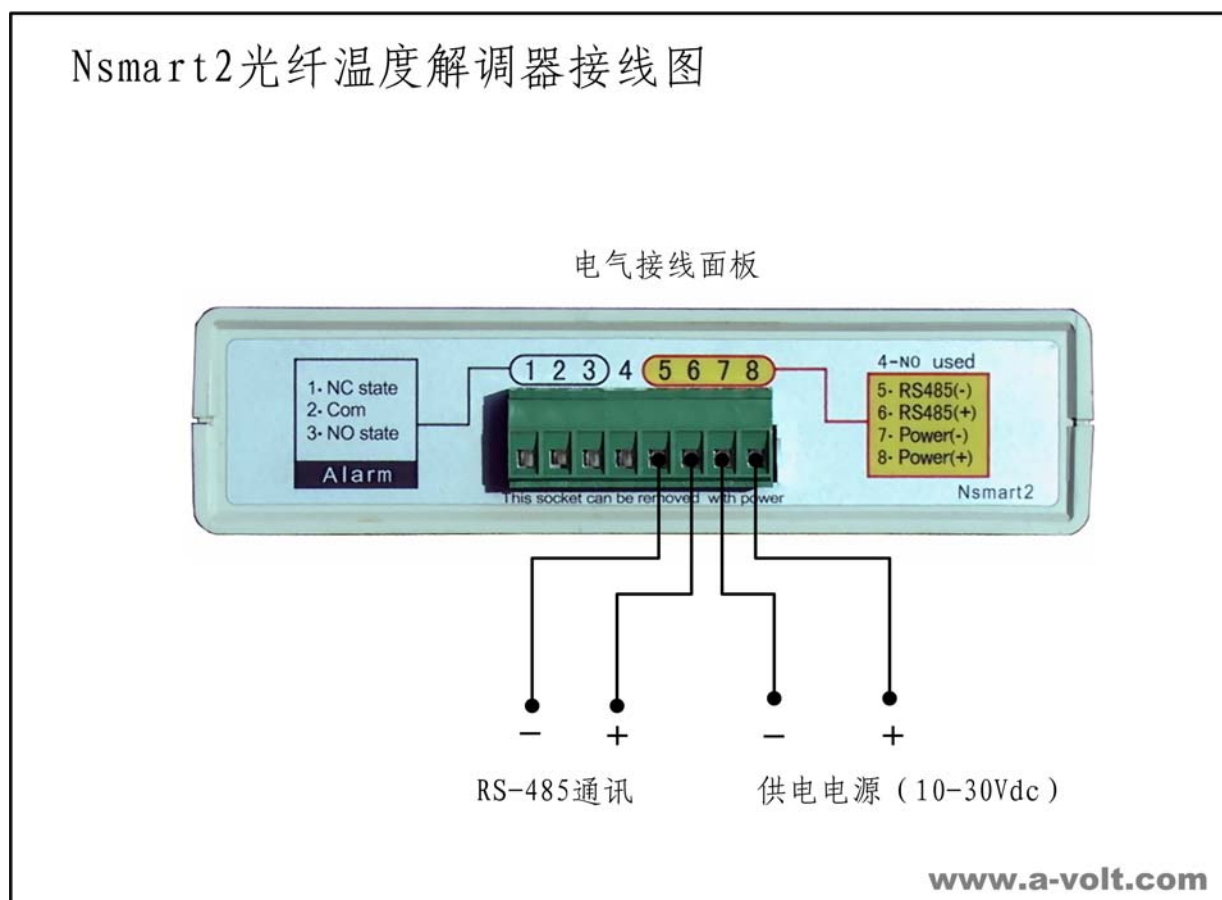 Nsmart2光纤温度解调器接线图
电气接线面板
1 2 3 4 5 6 7 8
1· NC state
2· Com
3· NO state
Alarm
4-NO used
5· RS485(-)
6· RS485(+)
7· Power(-)
8· Power(+)
This socket can be removed with power
Nsmart2
− + − +
RS-485通讯 供电电源（10-30Vdc）
www.a-volt.com